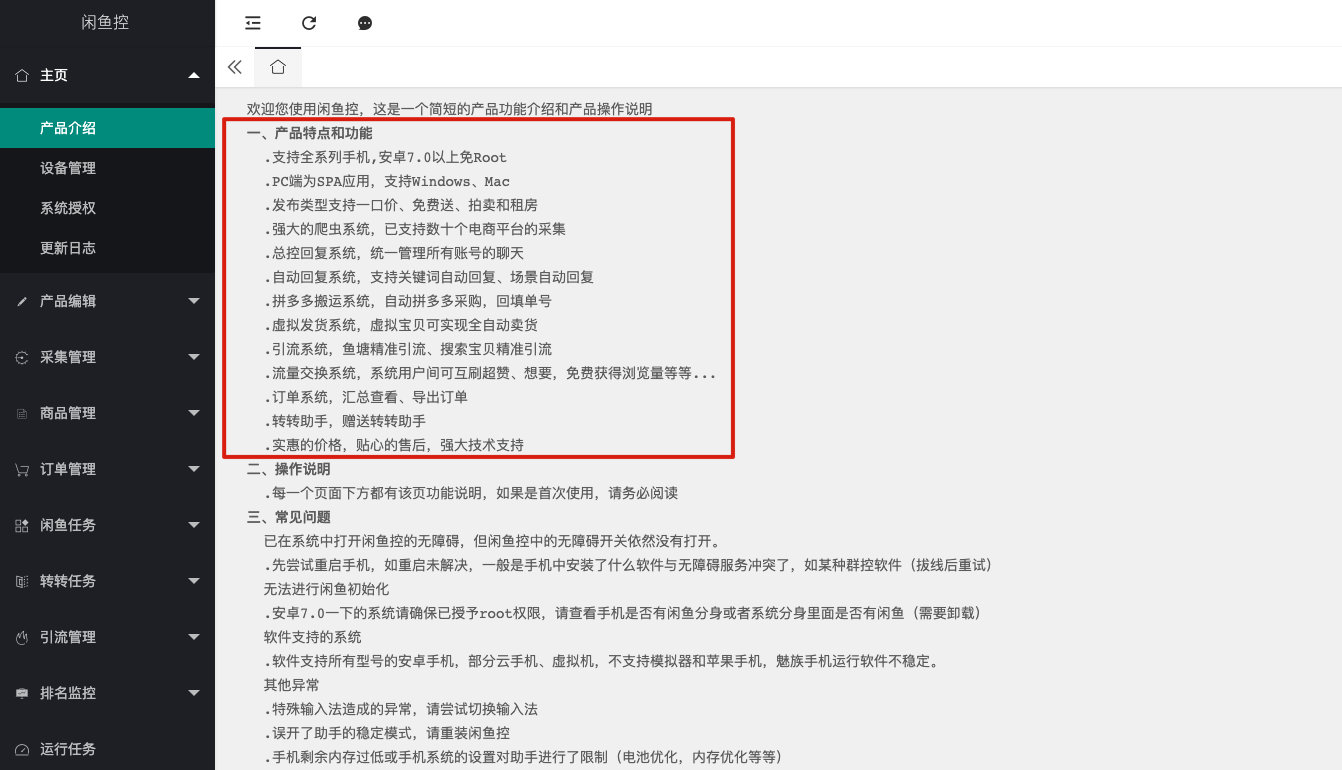 闲鱼控
主页
产品介绍
设备管理
系统授权
更新日志
产品编辑
采集管理
商品管理
订单管理
闲鱼任务
转转任务
引流管理
排名监控
运行任务
欢迎您使用闲鱼控，这是一个简短的产品功能介绍和产品操作说明
一、产品特点和功能
.支持全系列手机,安卓7.0以上免Root
.PC端为SPA应用，支持Windows、Mac
.发布类型支持一口价、免费送、拍卖和租房
.强大的爬虫系统，已支持数十个电商平台的采集
.总控回复系统，统一管理所有账号的聊天
.自动回复系统，支持关键词自动回复、场景自动回复
.拼多多搬运系统，自动拼多多采购，回填单号
.虚拟发货系统，虚拟宝贝可实现全自动卖货
.引流系统，鱼塘精准引流、搜索宝贝精准引流
.流量交换系统，系统用户间可互刷超赞、想要，免费获得浏览量等等...
.订单系统，汇总查看、导出订单
.转转助手，赠送转转助手
.实惠的价格，贴心的售后，强大技术支持
二、操作说明
.每一个页面下方都有该页功能说明，如果是首次使用，请务必阅读
三、常见问题
已在系统中打开闲鱼控的无障碍，但闲鱼控中的无障碍开关依然没有打开。
.先尝试重启手机，如重启未解决，一般是手机中安装了什么软件与无障碍服务冲突了，如某种群控软件（拔线后重试）
无法进行闲鱼初始化
.安卓7.0一下的系统请确保已授予root权限，请查看手机是否有闲鱼分身或者系统分身里面是否有闲鱼（需要卸载）
软件支持的系统
.软件支持所有型号的安卓手机，部分云手机、虚拟机，不支持模拟器和苹果手机，魅族手机运行软件不稳定。
其他异常
.特殊输入法造成的异常，请尝试切换输入法
.误开了助手的稳定模式，请重装闲鱼控
.手机剩余内存过低或手机系统的设置对助手进行了限制（电池优化，内存优化等等）